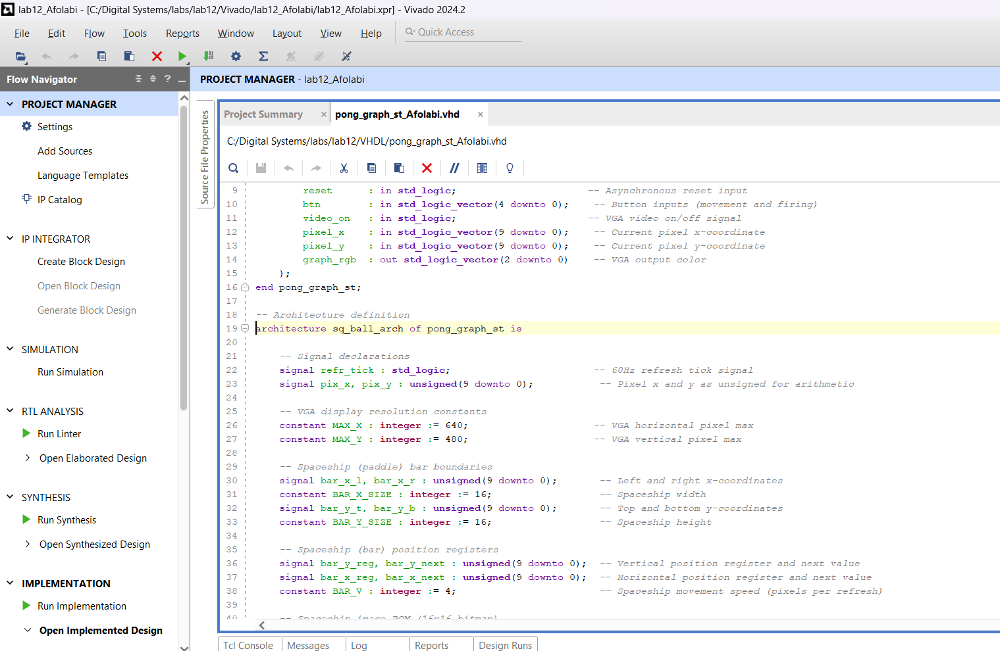 lab12_Afolabi - [C:/Digital Systems/labs/lab12/Vivado/lab12_Afolabi/lab12_Afolabi.xpr] - Vivado 2024.2
File Edit Flow Tools Reports Window Layout View Help Quick Access
Flow Navigator
PROJECT MANAGER - lab12_Afolabi
PROJECT MANAGER
Settings
Add Sources
Language Templates
IP Catalog
IP INTEGRATOR
Create Block Design
Open Block Design
Generate Block Design
SIMULATION
Run Simulation
RTL ANALYSIS
Run Linter
Open Elaborated Design
SYNTHESIS
Run Synthesis
Open Synthesized Design
IMPLEMENTATION
Run Implementation
Open Implemented Design
Source File Properties
Project Summary
pong_graph_st_Afolabi.vhd
C:/Digital Systems/labs/lab12/VHDL/pong_graph_st_Afolabi.vhd
9 reset : in std_logic; -- Asynchronous reset input
10 btn : in std_logic_vector(4 downto 0); -- Button inputs (movement and firing)
11 video_on : in std_logic; -- VGA video on/off signal
12 pixel_x : in std_logic_vector(9 downto 0); -- Current pixel x-coordinate
13 pixel_y : in std_logic_vector(9 downto 0); -- Current pixel y-coordinate
14 graph_rgb : out std_logic_vector(2 downto 0) -- VGA output color
15 );
16 end pong_graph_st;
17
18 -- Architecture definition
19 architecture sq_ball_arch of pong_graph_st is
20
21 -- Signal declarations
22 signal refr_tick : std_logic; -- 60Hz refresh tick signal
23 signal pix_x, pix_y : unsigned(9 downto 0); -- Pixel x and y as unsigned for arithmetic
24
25 -- VGA display resolution constants
26 constant MAX_X : integer := 640; -- VGA horizontal pixel max
27 constant MAX_Y : integer := 480; -- VGA vertical pixel max
28
29 -- Spaceship (paddle) bar boundaries
30 signal bar_x_l, bar_x_r : unsigned(9 downto 0); -- Left and right x-coordinates
31 constant BAR_X_SIZE : integer := 16; -- Spaceship width
32 signal bar_y_t, bar_y_b : unsigned(9 downto 0); -- Top and bottom y-coordinates
33 constant BAR_Y_SIZE : integer := 16; -- Spaceship height
34
35 -- Spaceship (bar) position registers
36 signal bar_y_reg, bar_y_next : unsigned(9 downto 0); -- Vertical position register and next value
37 signal bar_x_reg, bar_x_next : unsigned(9 downto 0); -- Horizontal position register and next value
38 constant BAR_V : integer := 4; -- Spaceship movement speed (pixels per refresh)
39
40 -- Spaceship image ROM (16x16 bitmap)
Tcl Console Messages Log Reports Design Runs